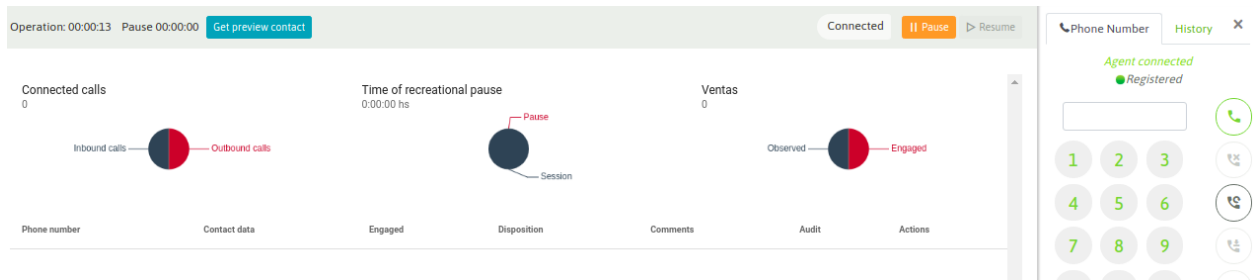 Operation: 00:00:13 Pause 00:00:00 Get preview contact Connected Pause Resume
Connected calls
0
Inbound calls
Outbound calls
Time of recreational pause
0:00:00 hs
Pause
Session
Ventas
0
Observed
Engaged
Phone number Contact data Engaged Disposition Comments Audit Actions
Phone Number History ×
Agent connected
Registered
1 2 3
4 5 6
7 8 9